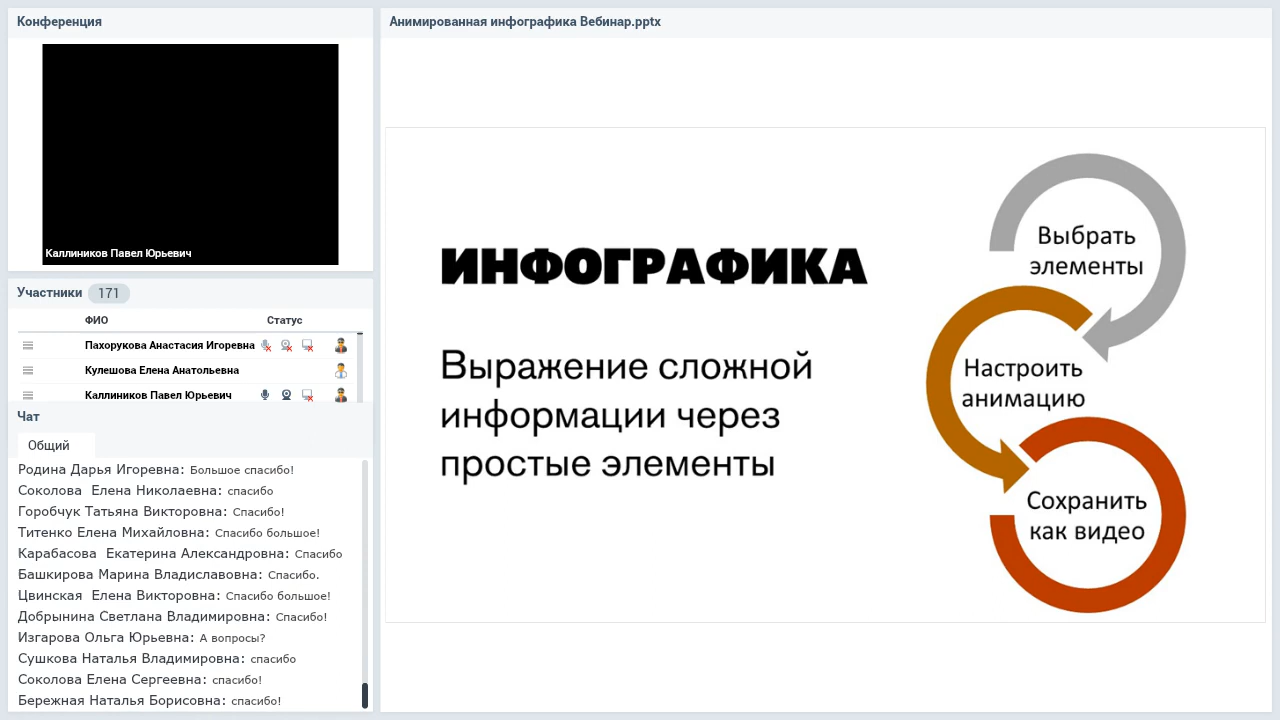 Конференция
Каллиников Павел Юрьевич
Участники 171
ФИО Статус
Пахорукова Анастасия Игоревна
Кулешова Елена Анатольевна
Каллиников Павел Юрьевич
Чат
Общий
Родина Дарья Игоревна: Большое спасибо!
Соколова  Елена Николаевна: спасибо
Горобчук Татьяна Викторовна: Спасибо!
Титенко Елена Михайловна: Спасибо большое!
Карабасова  Екатерина Александровна: Спасибо
Башкирова Марина Владиславовна: Спасибо.
Цвинская  Елена Викторовна: Спасибо большое!
Добрынина Светлана Владимировна: Спасибо!
Изгарова Ольга Юрьевна: А вопросы?
Сушкова Наталья Владимировна: спасибо
Соколова Елена Сергеевна: спасибо!
Бережная Наталья Борисовна: спасибо!
Анимированная инфографика Вебинар.pptx
ИНФОГРАФИКА
Выражение сложной
информации через
простые элементы
Выбрать
элементы
Настроить
анимацию
Сохранить
как видео